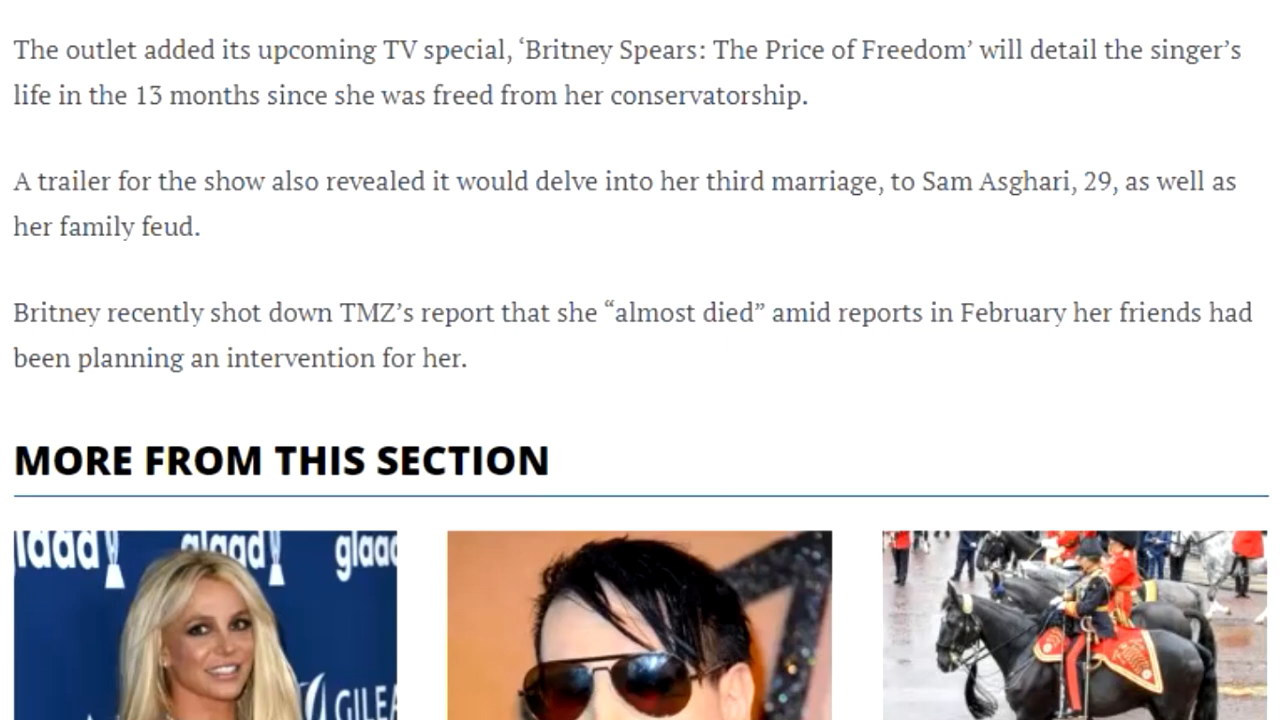 The outlet added its upcoming TV special, ‘Britney Spears: The Price of Freedom’ will detail the singer’s
life in the 13 months since she was freed from her conservatorship.
A trailer for the show also revealed it would delve into her third marriage, to Sam Asghari, 29, as well as
her family feud.
Britney recently shot down TMZ’s report that she “almost died” amid reports in February her friends had
been planning an intervention for her.
MORE FROM THIS SECTION
glaad glaad glaad